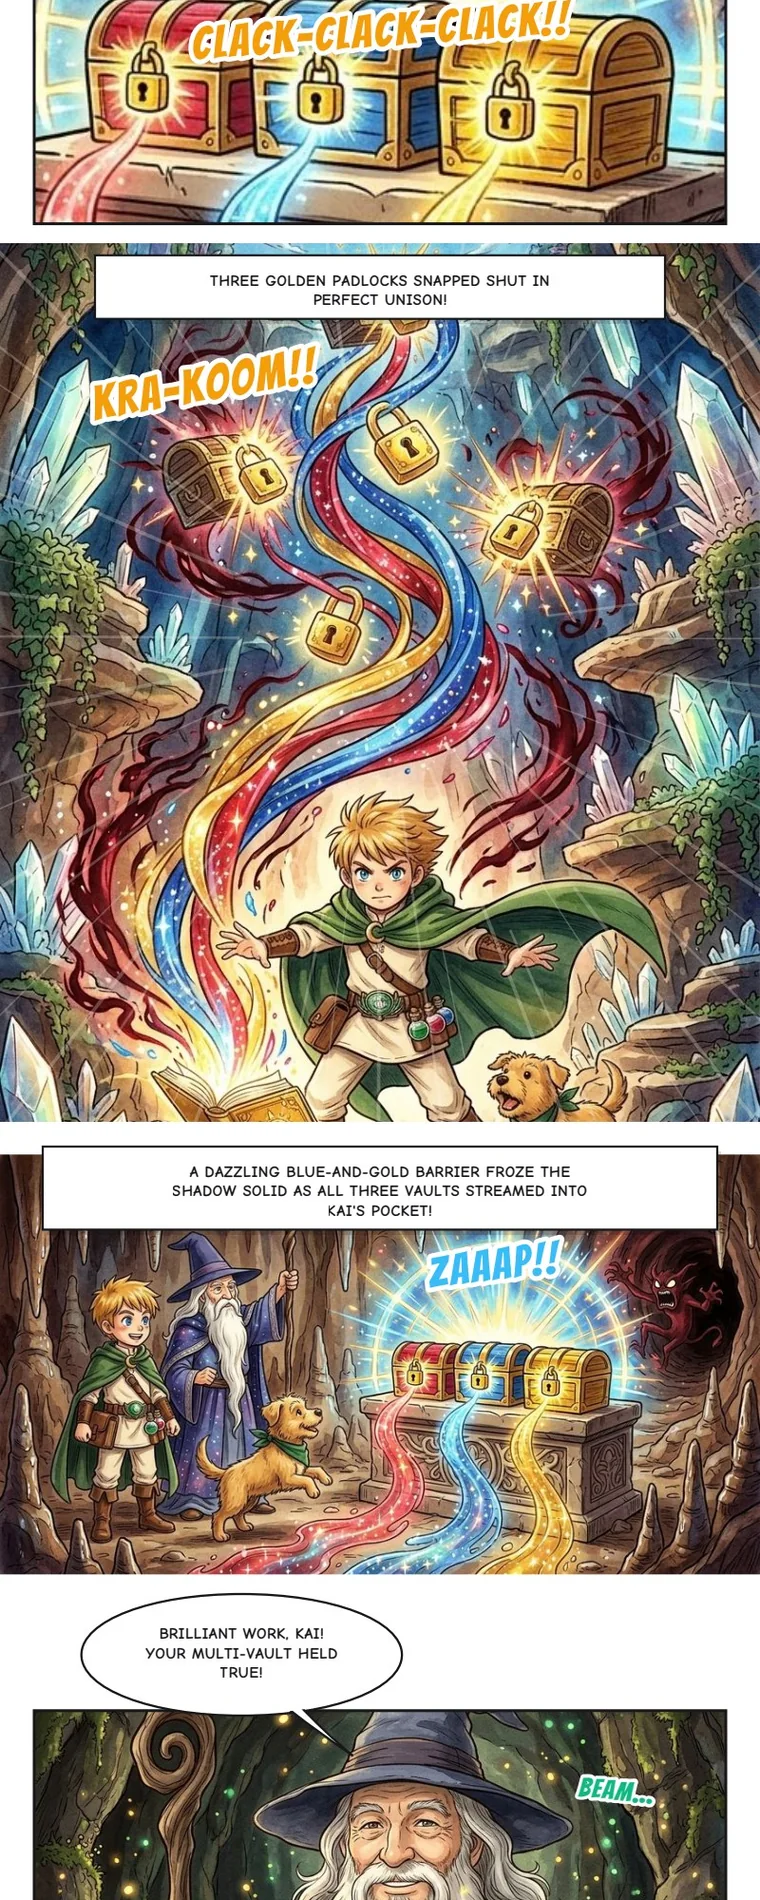 CLACK-CLACK-CLACK!!
THREE GOLDEN PADLOCKS SNAPPED SHUT IN
PERFECT UNISON!
KRA-KOOM!!
A DAZZLING BLUE-AND-GOLD BARRIER FROZE THE
SHADOW SOLID AS ALL THREE VAULTS STREAMED INTO
KAI'S POCKET!
ZAAAP!!
BRILLIANT WORK, KAI!
YOUR MULTI-VAULT HELD
TRUE!
BEAM...